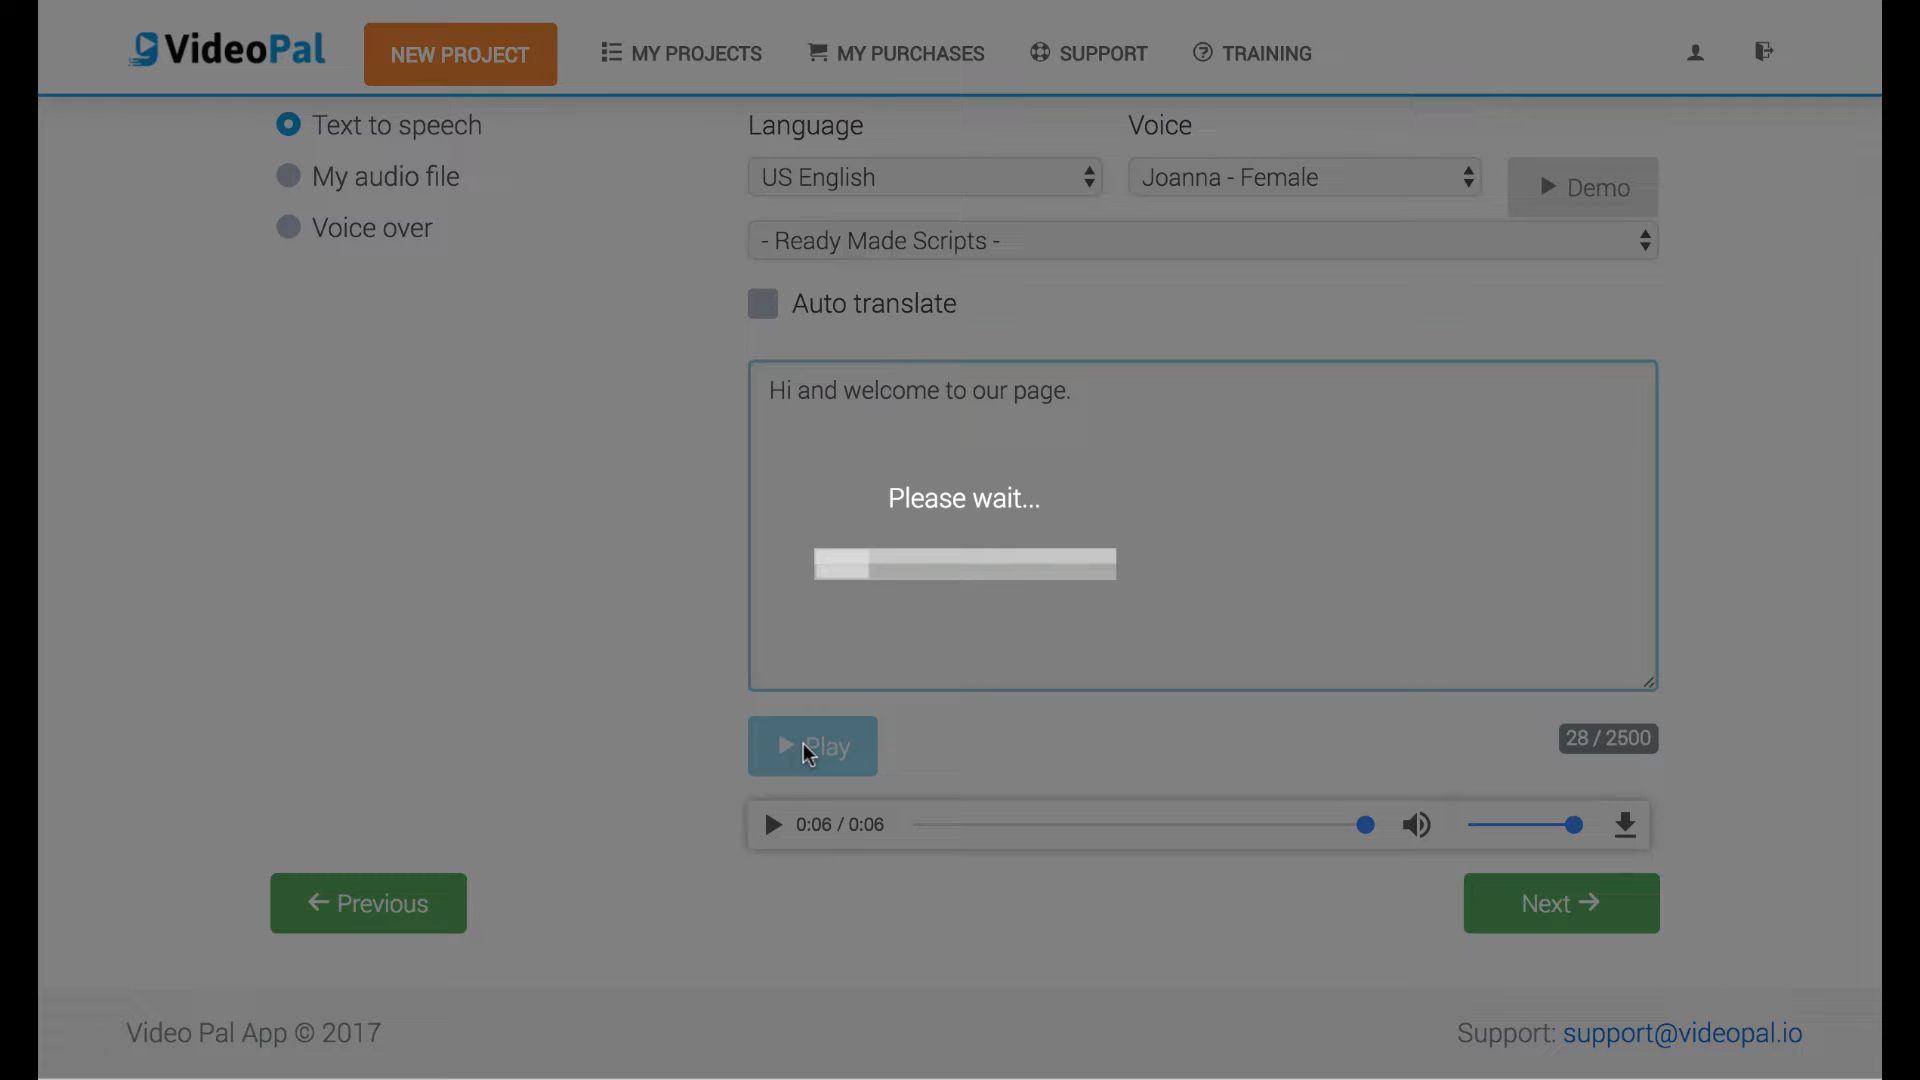 VideoPal
NEW PROJECT
MY PROJECTS
MY PURCHASES
SUPPORT
TRAINING
Text to speech
My audio file
Voice over
Language
Voice
US English
Joanna - Female
Demo
- Ready Made Scripts -
Auto translate
Hi and welcome to our page.
Please wait...
Play
28 / 2500
0:06 / 0:06
Previous
Next
Video Pal App © 2017
Support: support@videopal.io